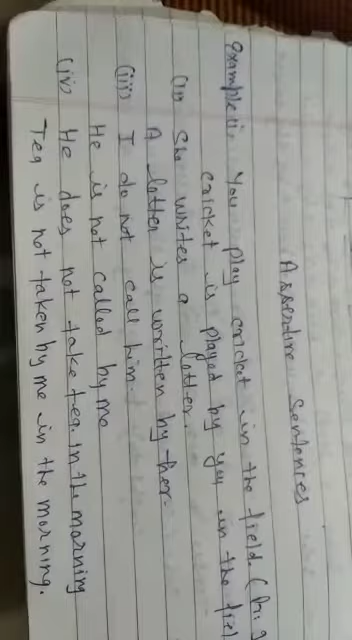 Assertive Sentences
Example:(i) You play cricket in the field. (
cricket is played by you in the
(ii) She writes a letter.
A latter is written by her.
(iii) I do not call him.
He is not called by me
(iv) He does not take tea in the morning
Tea is not taken by me in the morning.